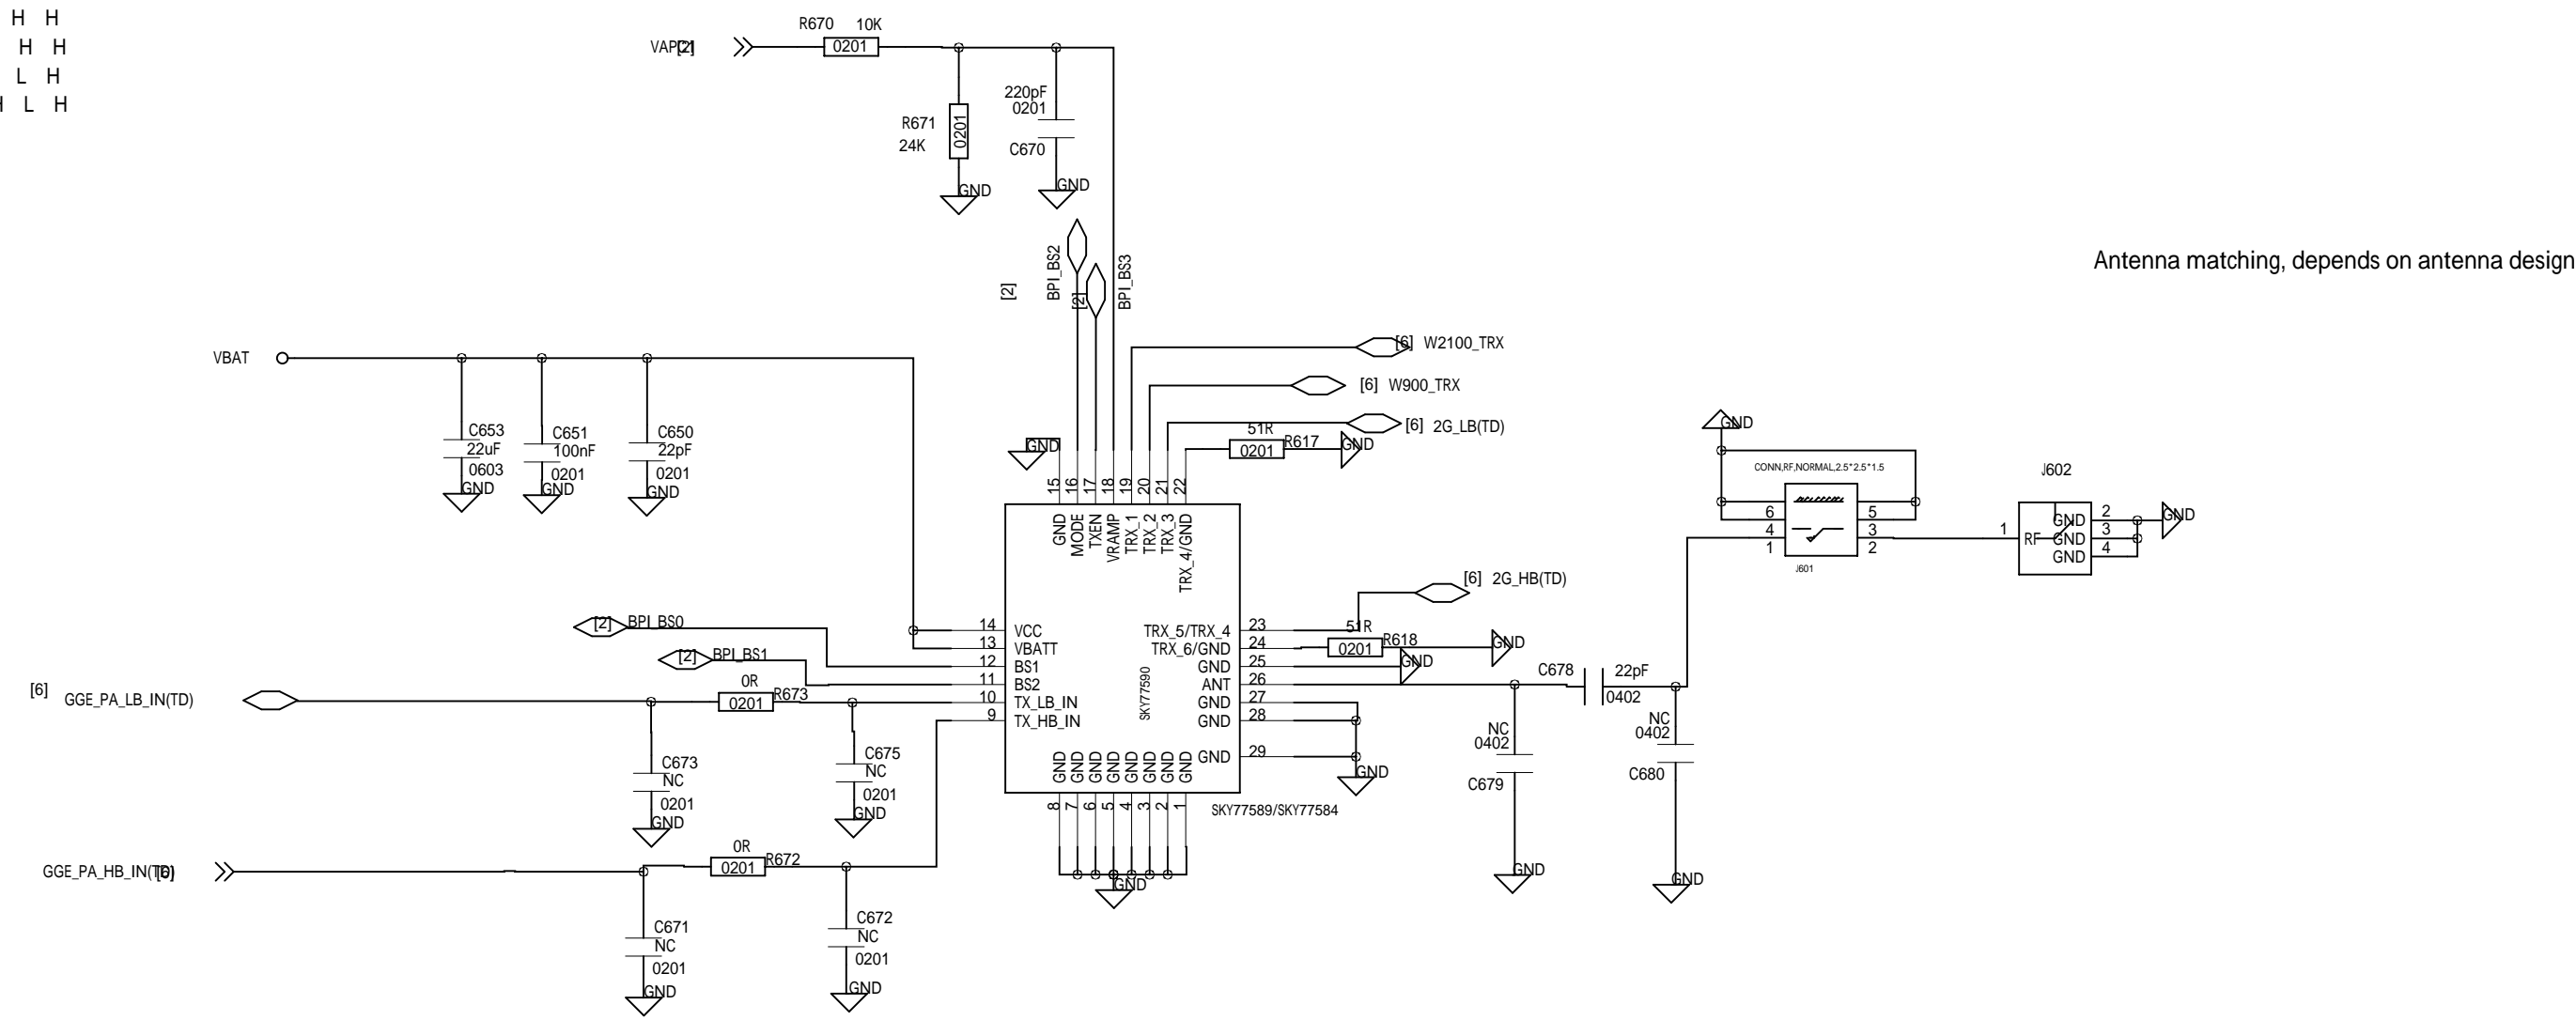 H H
H H
L H
H L H
R670 10K
VAPC [2]
0201
220pF
0201
R671
24K
0201
C670
GND
GND
[2]
BPI_BS2
[2]
BPI_BS3
Antenna matching, depends on antenna design
VBAT
[6] W2100_TRX
[6] W900_TRX
[6] 2G_LB(TD)
C653
22uF
0603
GND
C651
100nF
0201
GND
C650
22pF
0201
GND
GND
51R
0201
R617
GND
15
16
17
18
19
20
21
22
GND
MODE
TXEN
VRAMP
TRX_1
TRX_2
TRX_3
TRX_4/GND
GND
CONN,RF,NORMAL,2.5*2.5*1.5
6
4
1
5
3
2
J601
J602
1
RF
GND
GND
GND
2
3
4
GND
[6] 2G_HB(TD)
[2] BPI_BS0
[2] BPI_BS1
14 VCC
13 VBATT
12 BS1
11 BS2
10 TX_LB_IN
9 TX_HB_IN
TRX_5/TRX_4 23
TRX_6/GND 24
GND 25
ANT 26
GND 27
GND 28
GND 29
SKY77590
51R
0201
R618
GND
GND
GND
C678 22pF
0402
NC
0402
C679
GND
NC
0402
C680
GND
[6]
GGE_PA_LB_IN(TD)
0R
0201
R673
C673
NC
0201
GND
C675
NC
0201
GND
GND
GND
GND
GND
GND
GND
GND
GND
8
7
6
5
4
3
2
1
GND
SKY77589/SKY77584
GGE_PA_HB_IN(TD) [6]
0R
0201
R672
C671
NC
0201
GND
C672
NC
0201
GND